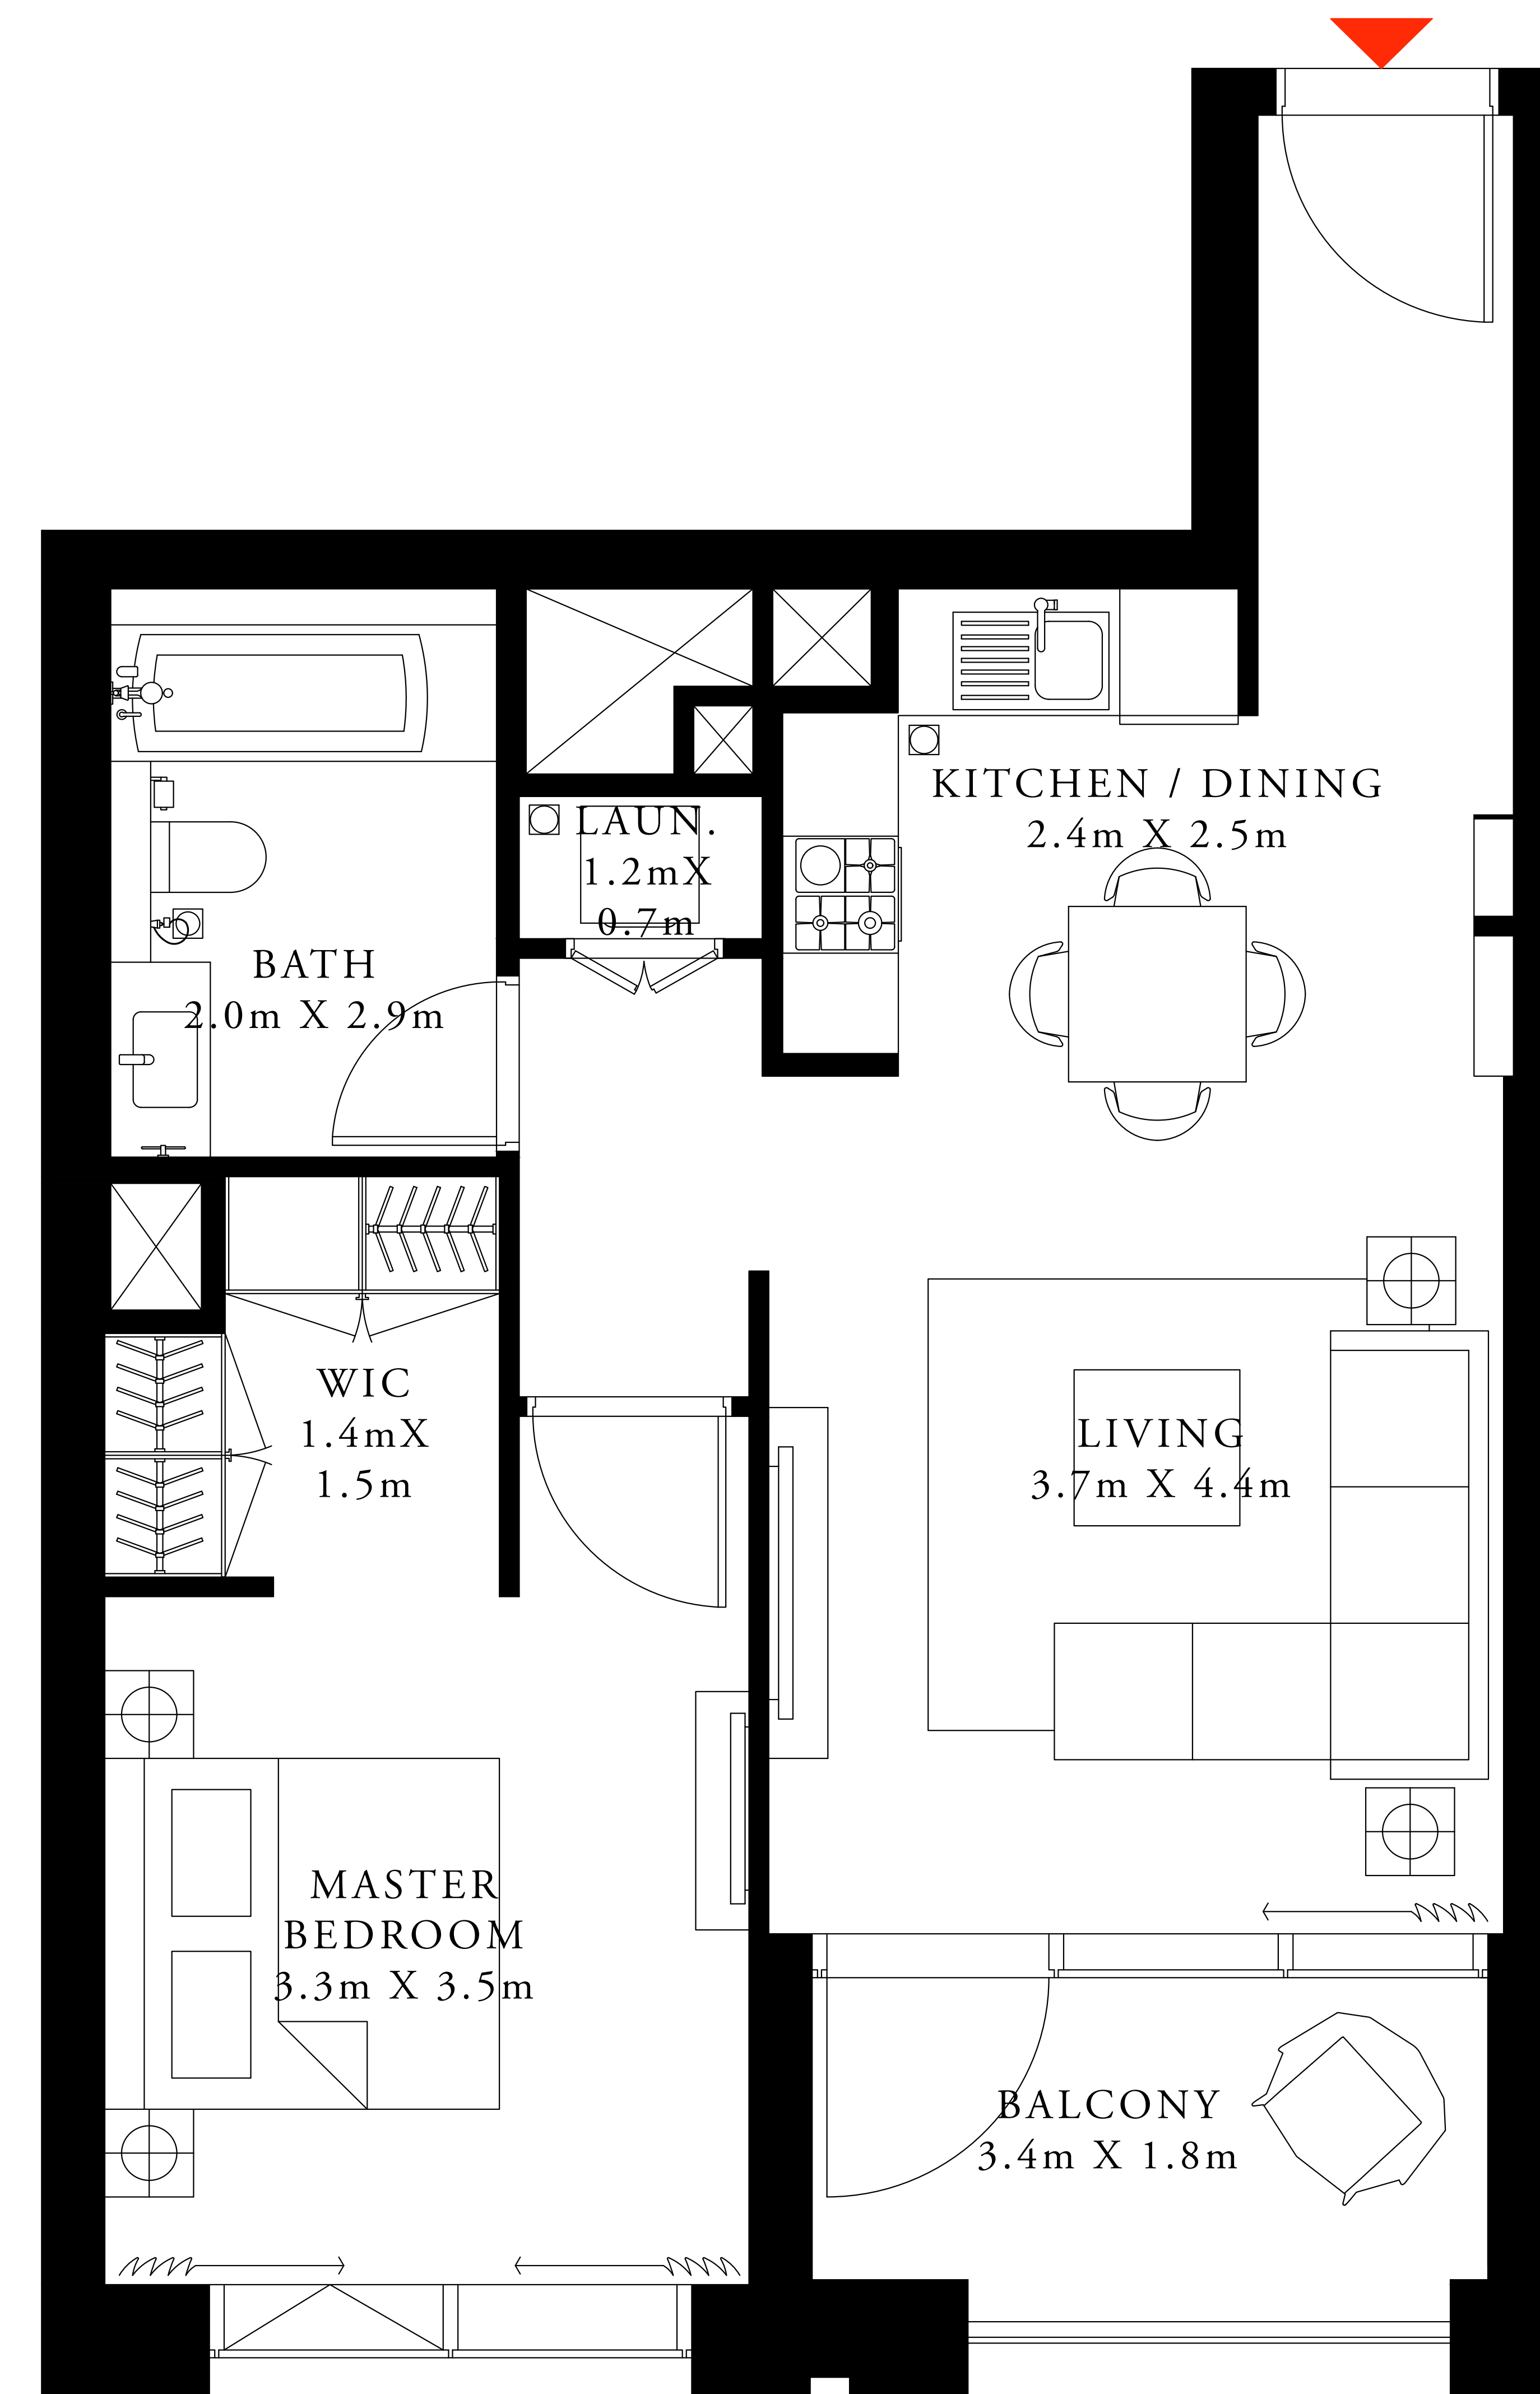 KITCHEN / DINING
2.4m X 2.5m
LAUN.
1.2mX
0.7m
BATH
2.0m X 2.9m
WIC
1.4mX
1.5m
LIVING
3.7m X 4.4m
MASTER
BEDROOM
3.3m X 3.5m
BALCONY
3.4m X 1.8m